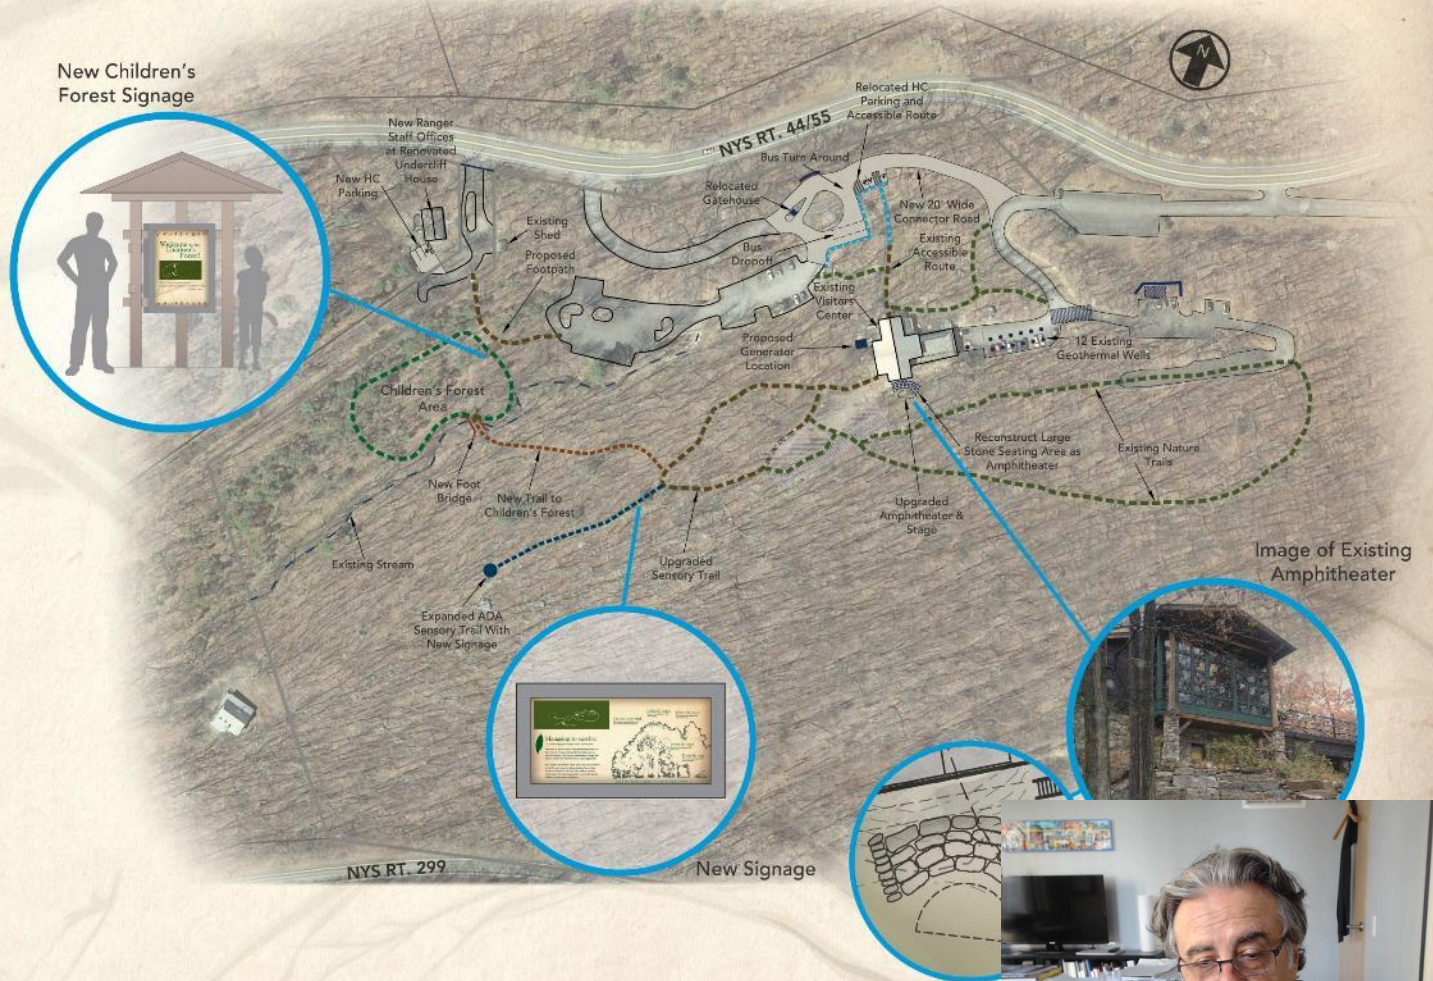 New Children's
Forest Signage
N
Relocated HC
Parking and
Accessible Route
NYS RT. 44/55
New Ranger
Staff Offices
at Renovated
Undercliff
House
New HC
Parking
Bus Turn Around
Relocated
Gatehouse
New 20' Wide
Connector Road
Existing
Shed
Proposed
Footpath
Bus
Dropoff
Existing
Accessible
Route
Existing
Visitors
Center
Proposed
Generator
Location
12 Existing
Geothermal Wells
Children's Forest
Area
Reconstruct Large
Stone Seating Area as
Amphitheater
Existing Nature
Trails
New Foot
Bridge
New Trail to
Children's Forest
Upgraded
Amphitheater &
Stage
Existing Stream
Upgraded
Sensory Trail
Image of Existing
Amphitheater
Expanded ADA
Sensory Trail With
New Signage
New Signage
NYS RT. 299